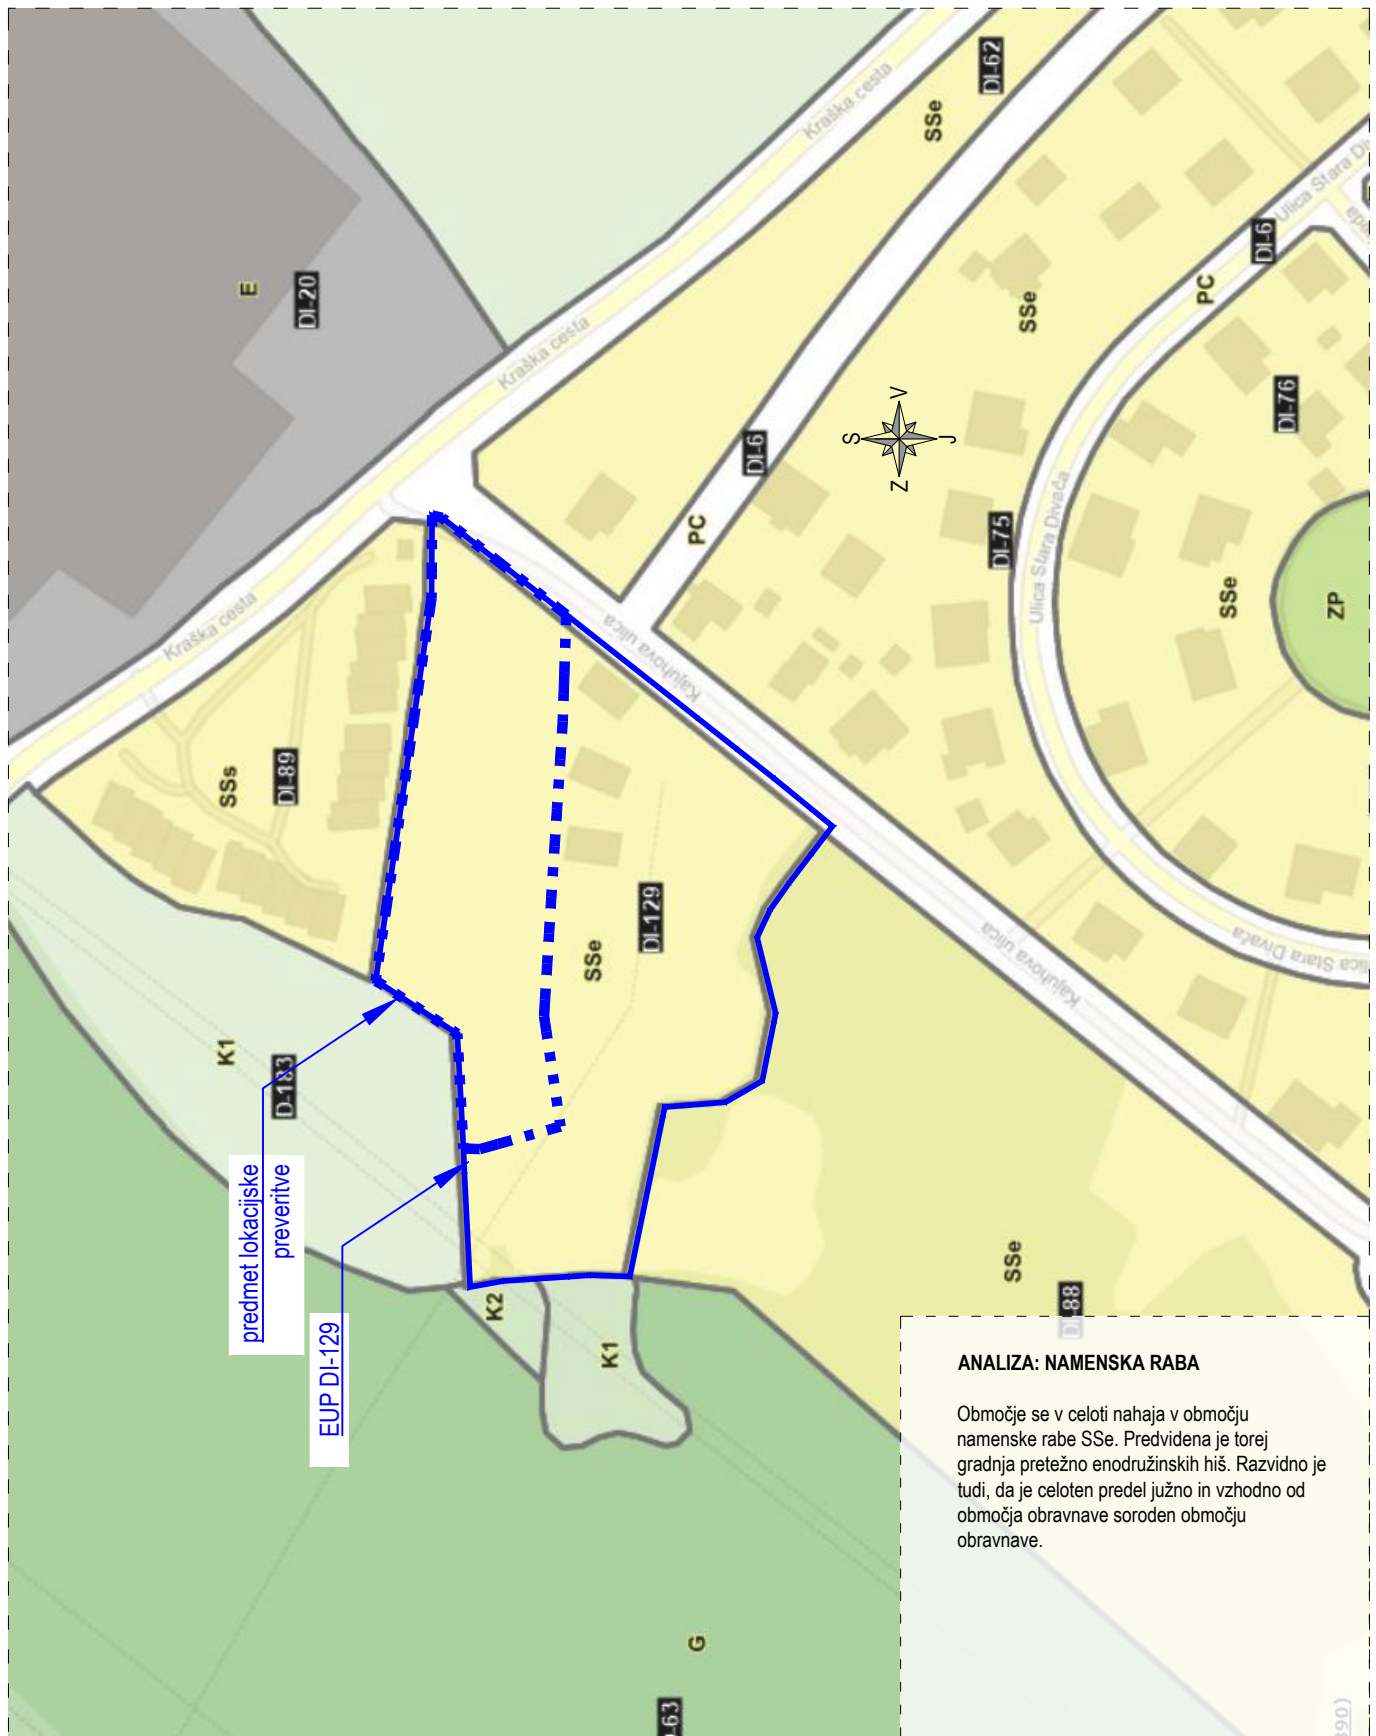 E
DI-20
Kraška cesta
SSe
DI-62
Kraška cesta
Kraška cesta
PC
DI-6
SSe
PC
DI-6
Ulica Stara Di
DI-76
DI-75
Ulica Stara Divača
SSe
ZP
S
V
J
Z
SSs
DI-89
Kajuhova ulica
SSe
DI-129
Kajuhova ulica
Stara Divača
K1
D-183
predmet lokacijske
preveritve
EUP DI-129
K2
K1
SSe
DI-88
G
-63
ANALIZA: NAMENSKA RABA
Območje se v celoti nahaja v območju
namenske rabe SSe. Predvidena je torej
gradnja pretežno enodružinskih hiš. Razvidno je
tudi, da je celoten predel južno in vzhodno od
območja obravnave soroden območju
obravnave.